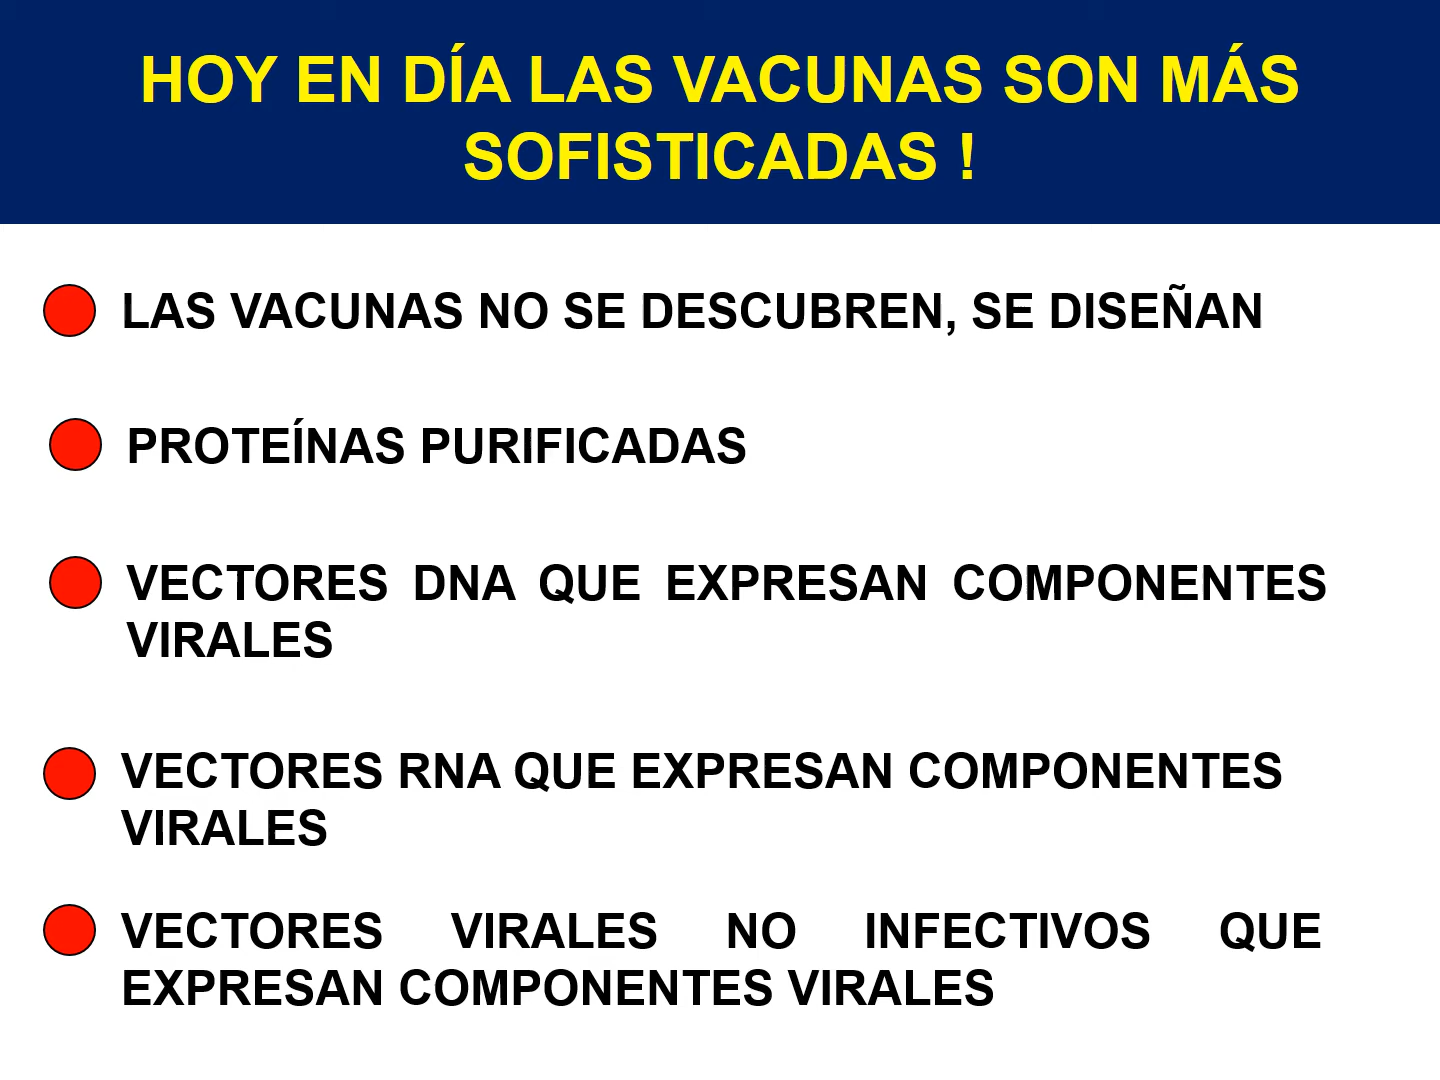 HOY EN DÍA LAS VACUNAS SON MÁS
SOFISTICADAS !
LAS VACUNAS NO SE DESCUBREN, SE DISEÑAN
PROTEÍNAS PURIFICADAS
VECTORES DNA QUE EXPRESAN COMPONENTES
VIRALES
VECTORES RNA QUE EXPRESAN COMPONENTES
VIRALES
VECTORES VIRALES NO INFECTIVOS QUE
EXPRESAN COMPONENTES VIRALES